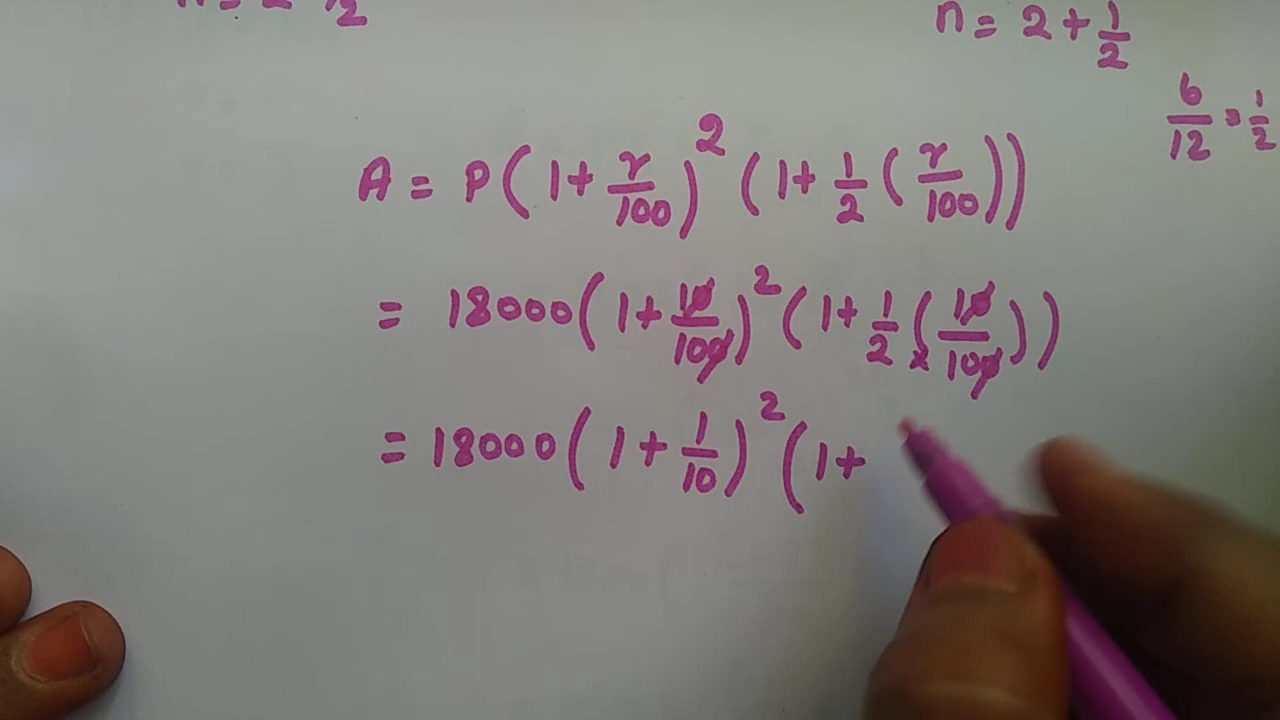 n = 2 + 1/2
6/12 = 1/2
A = P(1 + r/100)² (1 + 1/2 (r/100))
= 18000(1 + 10/100)² (1 + 1/2 (10/100))
= 18000(1 + 1/10)² (1 +